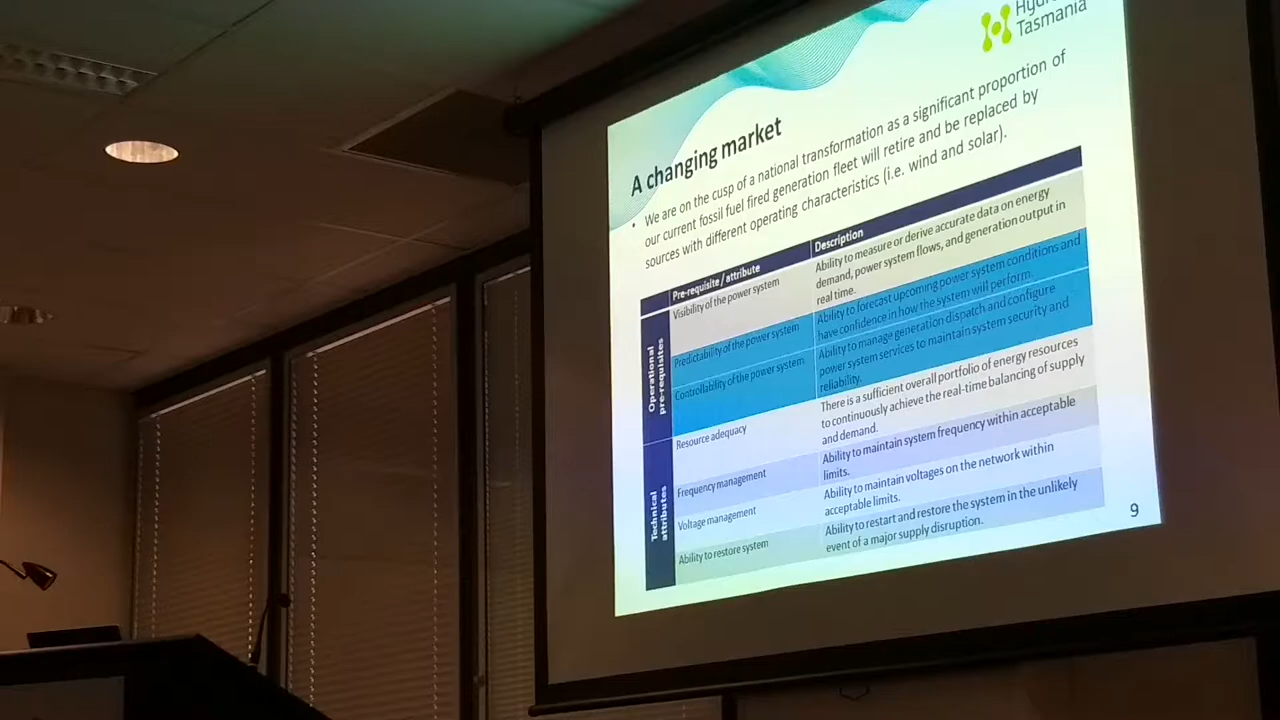 Tasmania
A changing market
• We are on the cusp of a national transformation as a significant proportion of
our current fossil fuel fired generation fleet will retire and be replaced by
sources with different operating characteristics (i.e. wind and solar).
Pre-requisite / attribute
Description
Operational
pre-requisites
Visibility of the power system
Ability to measure or derive accurate data on energy
demand, power system flows, and generation output in
real time.
Predictability of the power system
Ability to forecast upcoming power system conditions and
have confidence in how the system will perform.
Controllability of the power system
Ability to manage generation dispatch and configure
power system services to maintain system security and
reliability.
Technical
attributes
Resource adequacy
There is a sufficient overall portfolio of energy resources
to continuously achieve the real-time balancing of supply
and demand.
Frequency management
Ability to maintain system frequency within acceptable
limits.
Voltage management
Ability to maintain voltages on the network within
acceptable limits.
Ability to restore system
Ability to restart and restore the system in the unlikely
event of a major supply disruption.
9